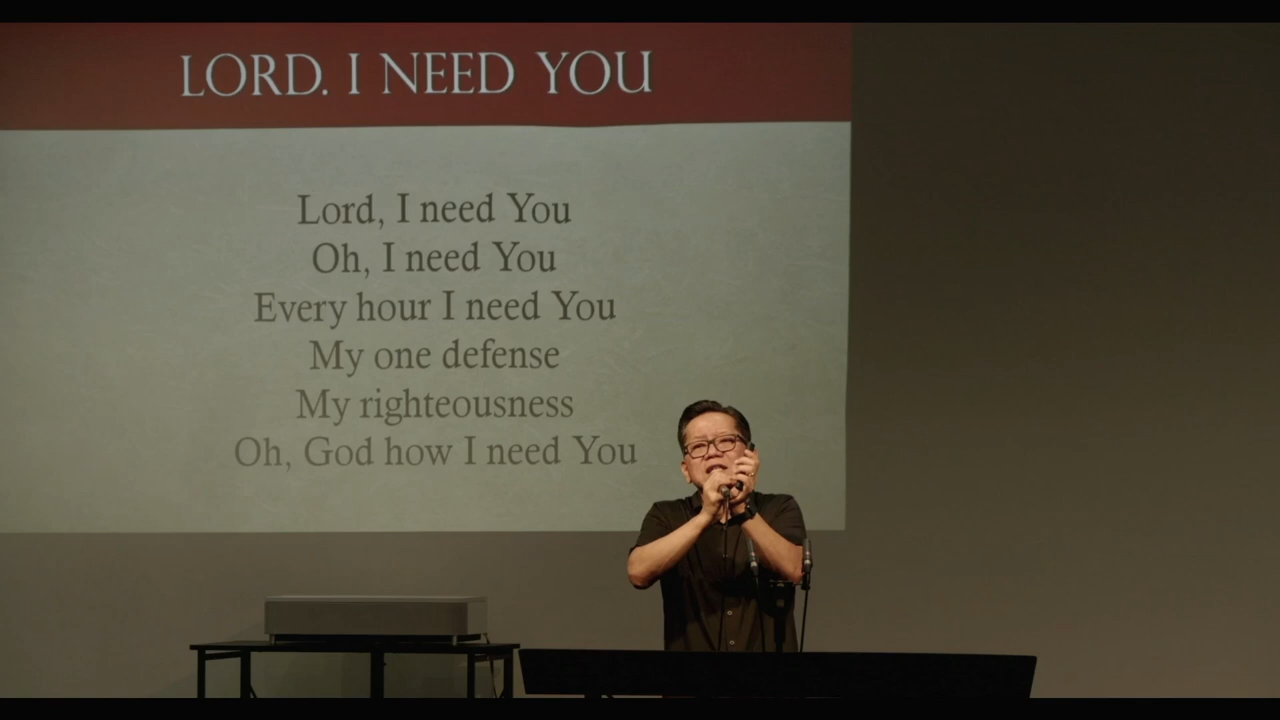 LORD. I NEED YOU
Lord, I need You
Oh, I need You
Every hour I need You
My one defense
My righteousness
Oh, God how I need You